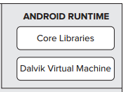 ANDROID RUNTIME
Core Libraries
Dalvik Virtual Machine